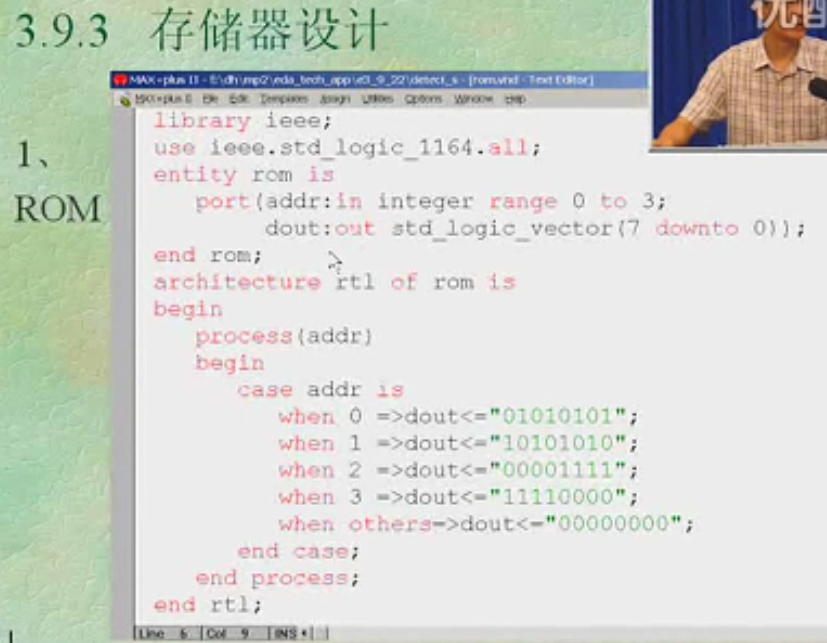 3.9.3 存储器设计
优酷
MAX+plus II - E:\dh\mp2\eda_tech_app\e3_9_22\detect_s - [rom.vhd - Text Editor]
MAX+plus II File Edit Templates Assign Utilities Options Window Help
1、
ROM
library ieee;
use ieee.std_logic_1164.all;
entity rom is
port(addr:in integer range 0 to 3;
dout:out std_logic_vector(7 downto 0));
end rom;
architecture rtl of rom is
begin
process(addr)
begin
case addr is
when 0 =>dout<="01010101";
when 1 =>dout<="10101010";
when 2 =>dout<="00001111";
when 3 =>dout<="11110000";
when others=>dout<="00000000";
end case;
end process;
end rtl;
Line 6 Col 9 INS